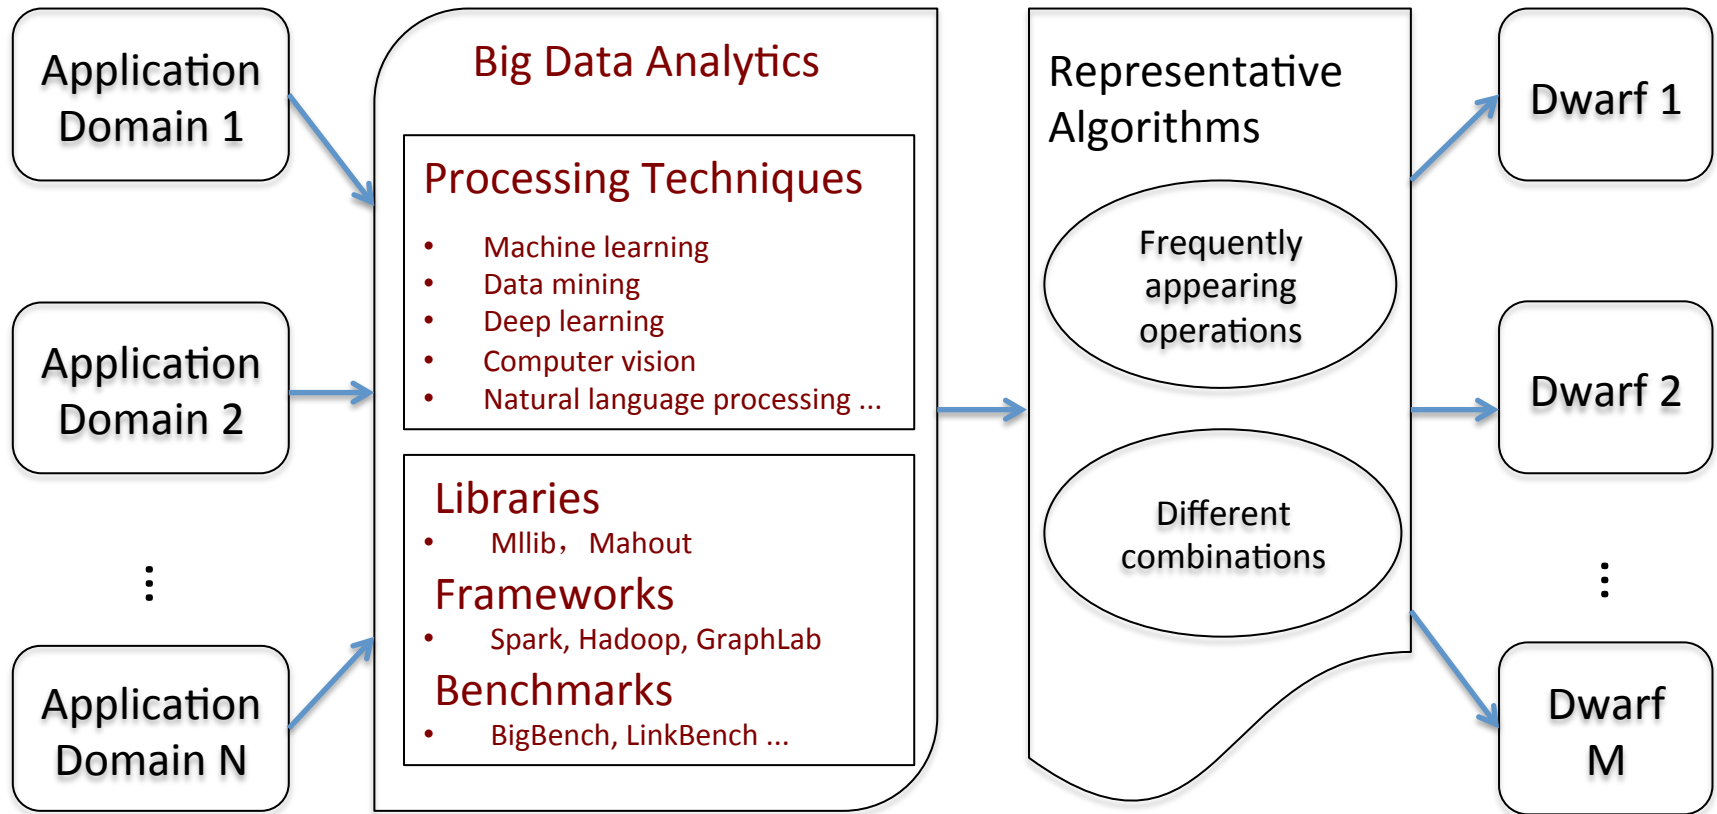 Application
Domain 1
Application
Domain 2
⋮
Application
Domain N
Big Data Analytics
Processing Techniques
• Machine learning
• Data mining
• Deep learning
• Computer vision
• Natural language processing ...
Libraries
• Mllib， Mahout
Frameworks
• Spark, Hadoop, GraphLab
Benchmarks
• BigBench, LinkBench ...
Representative
Algorithms
Frequently
appearing
operations
Different
combinations
Dwarf 1
Dwarf 2
⋮
Dwarf
M